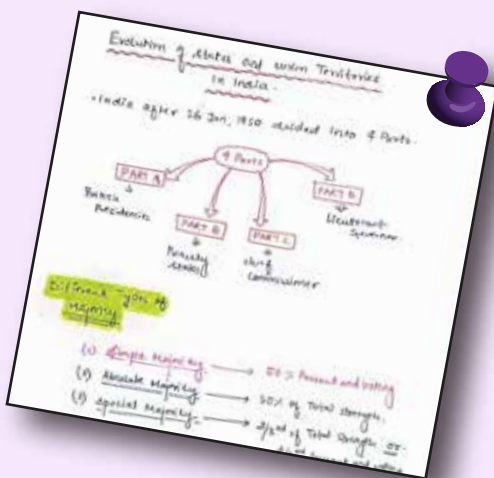 Evolution of States and union Territories
in India.
• India after 26 Jan, 1950 divided into 4 Parts.
4 Parts
PART A
British
Presidencies
PART B
Princely
States
PART C
Chief
Commissioner
PART D
Lieutenant
Governor
Different Types of
Majority
(1) Simple Majority → 50% Present and voting
(2) Absolute Majority → 50% of Total Strength.
(3) Special Majority → 2/3rd of Total Strength or
present and voting